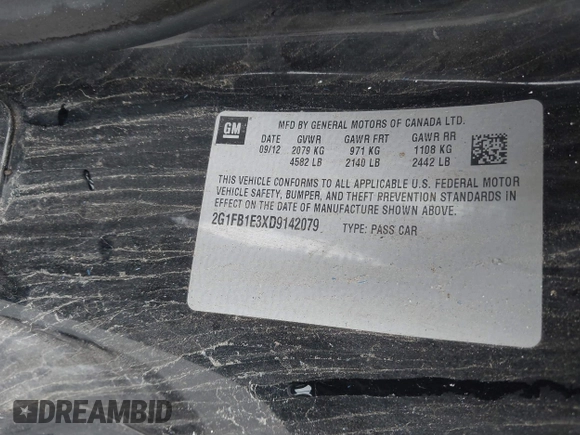 GM
MFD BY GENERAL MOTORS OF CANADA LTD.
DATE GVWR GAWR FRT GAWR RR
09/12 2079 KG 971 KG 1108 KG
4582 LB 2140 LB 2442 LB
THIS VEHICLE CONFORMS TO ALL APPLICABLE U.S. FEDERAL MOTOR
VEHICLE SAFETY, BUMPER, AND THEFT PREVENTION STANDARDS IN
EFFECT ON THE DATE OF MANUFACTURE SHOWN ABOVE.
2G1FB1E3XD9142079 TYPE: PASS CAR
DREAMBID